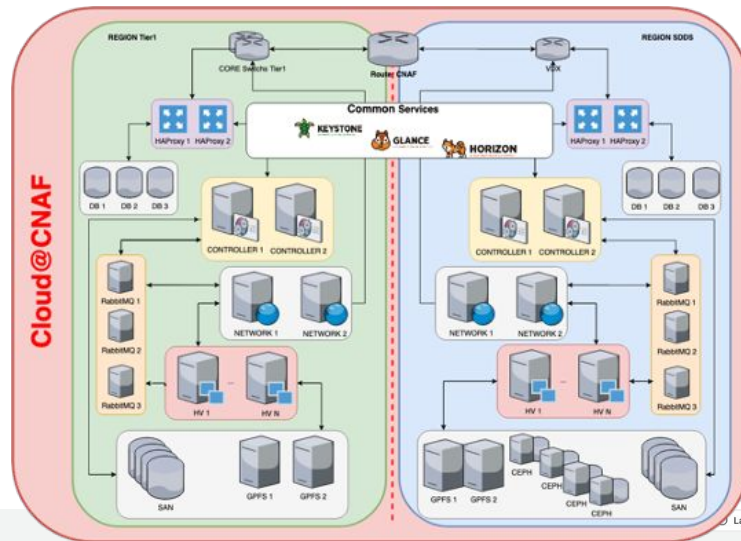 REGION Tier1
REGION SDDS
CORE Switchs Tier1
Router CNAF
VDX
Common Services
KEYSTONE
GLANCE
HORIZON
HAProxy 1
HAProxy 2
HAProxy 1
HAProxy 2
DB 1
DB 2
DB 3
DB 1
DB 2
DB 3
Cloud@CNAF
CONTROLLER 1
CONTROLLER 2
CONTROLLER 1
CONTROLLER 2
RabbitMQ 1
RabbitMQ 2
RabbitMQ 3
NETWORK 1
NETWORK 2
NETWORK 1
NETWORK 2
RabbitMQ 1
RabbitMQ 2
RabbitMQ 3
HV 1
...
HV N
HV 1
...
HV N
SAN
GPFS 1
GPFS 2
GPFS 1
GPFS 2
CEPH
CEPH
CEPH
CEPH
SAN